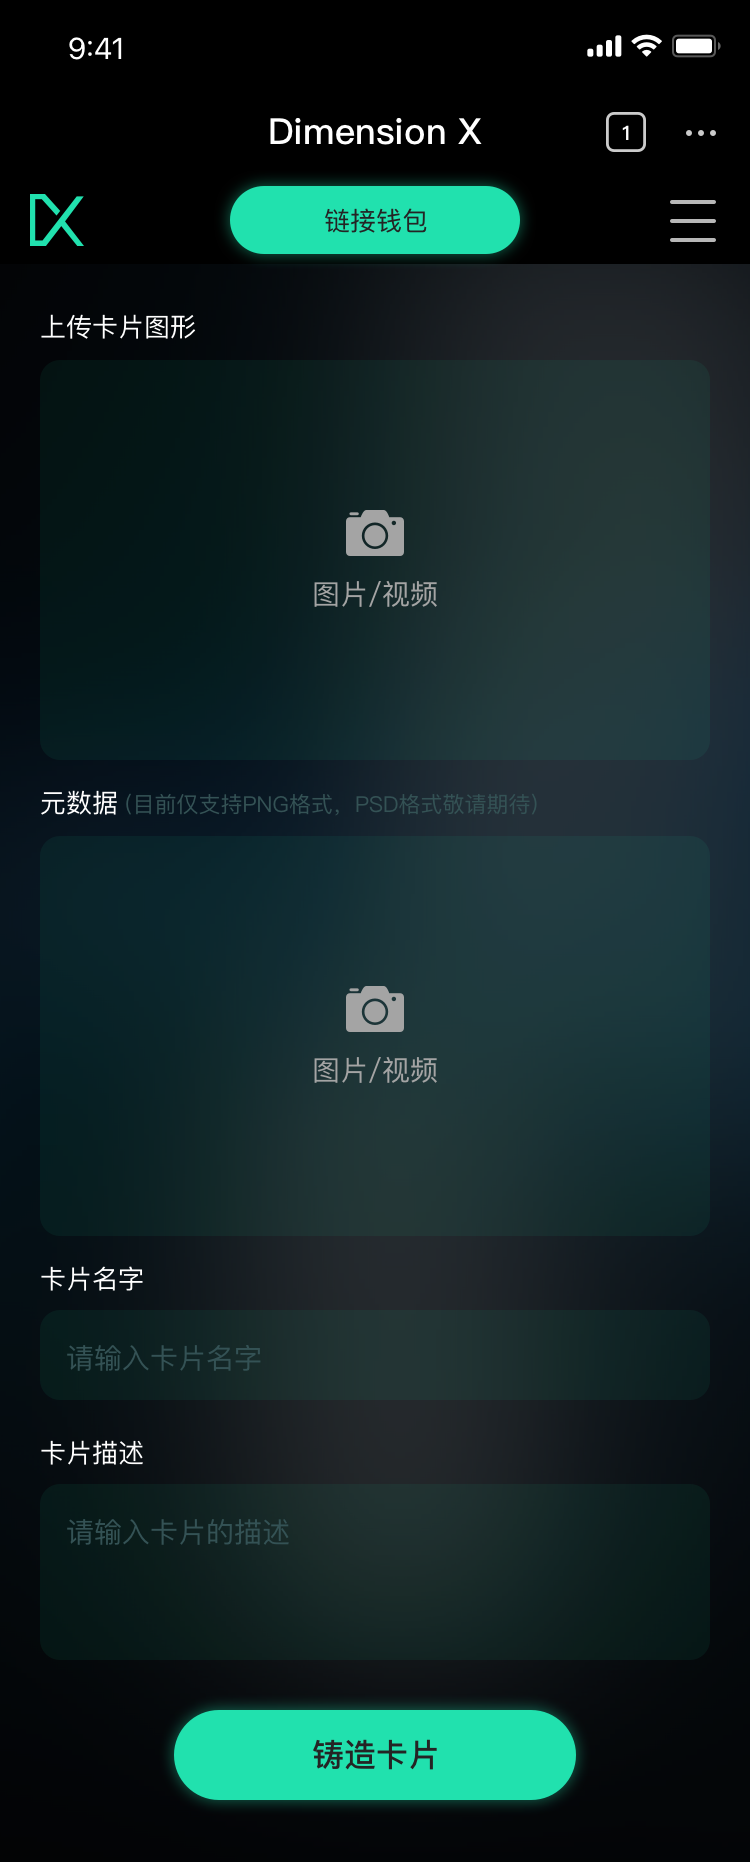 9:41
Dimension X
1
链接钱包
上传卡片图形
图片/视频
元数据 (目前仅支持PNG格式，PSD格式敬请期待)
图片/视频
卡片名字
请输入卡片名字
卡片描述
请输入卡片的描述
铸造卡片